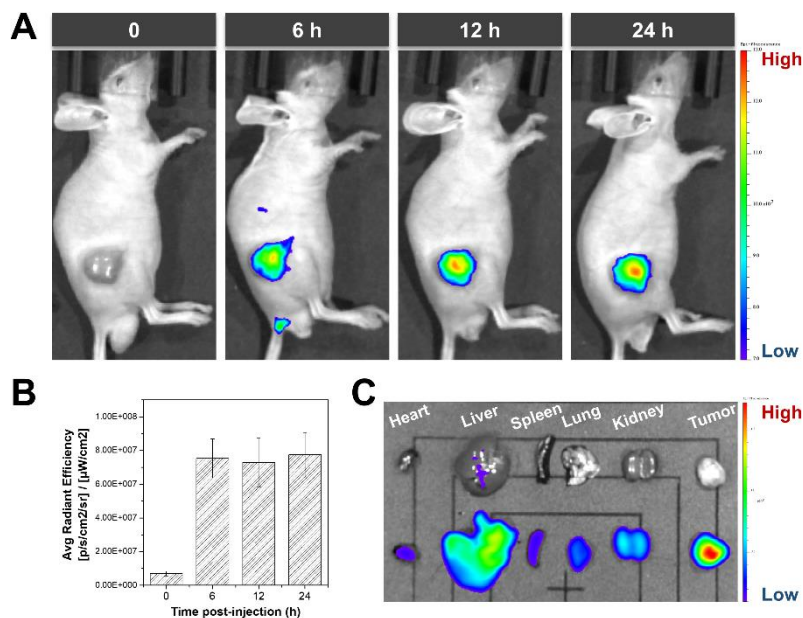 A
0
6 h
12 h
24 h
High
Low
B
Avg Radiant Efficiency
[p/s/cm2/sr] / [µW/cm2]
1.00E+008
8.00E+007
6.00E+007
4.00E+007
2.00E+007
0.00E+000
0
6
12
24
Time post-injection (h)
C
Heart
Liver
Spleen
Lung
Kidney
Tumor
High
Low